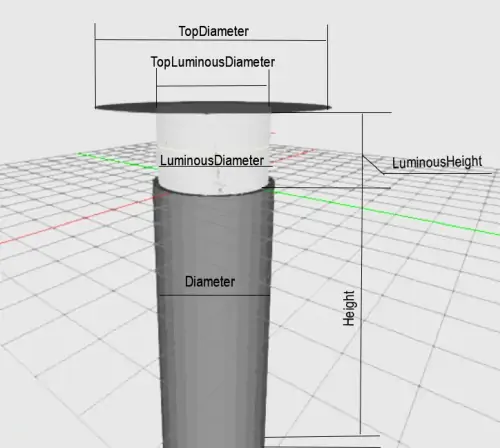 TopDiameter
TopLuminousDiameter
LuminousDiameter
LuminousHeight
Diameter
Height